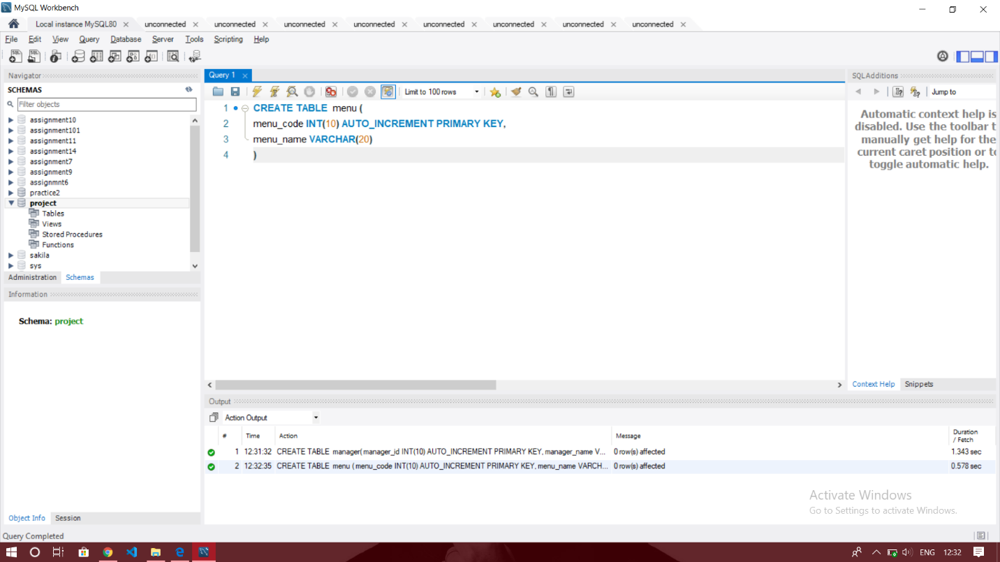 MySQL Workbench
Local instance MySQL80 unconnected unconnected unconnected unconnected unconnected unconnected unconnected unconnected
File Edit View Query Database Server Tools Scripting Help
Navigator
SCHEMAS
Filter objects
assignment10
assignment101
assignment11
assignment14
assignment7
assignment9
assignmnt6
practice2
project
Tables
Views
Stored Procedures
Functions
sakila
sys
Administration Schemas
Information
Schema: project
Object Info Session
Query 1
Limit to 100 rows
1 CREATE TABLE menu (
2 menu_code INT(10) AUTO_INCREMENT PRIMARY KEY,
3 menu_name VARCHAR(20)
4 )
SQLAdditions
Jump to
Automatic context help is
disabled. Use the toolbar t
manually get help for the
current caret position or to
toggle automatic help.
Context Help Snippets
Output
Action Output
# Time Action Message Duration / Fetch
1 12:31:32 CREATE TABLE manager( manager_id INT(10) AUTO_INCREMENT PRIMARY KEY, manager_name V... 0 row(s) affected 1.343 sec
2 12:32:35 CREATE TABLE menu ( menu_code INT(10) AUTO_INCREMENT PRIMARY KEY, menu_name VARCH... 0 row(s) affected 0.578 sec
Activate Windows
Go to Settings to activate Windows.
Query Completed
ENG 12:32